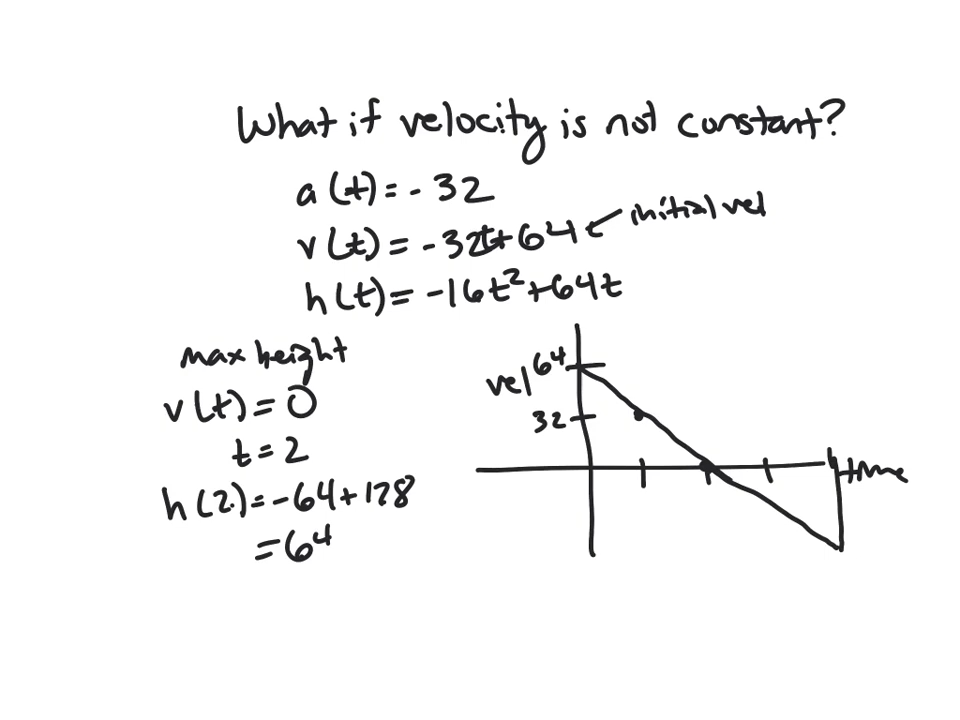 What if velocity is not constant?
a(t) = -32
v(t) = -32t+64 ← initial vel
h(t) = -16t²+64t
max height
v(t) = 0
t = 2
h(2) = -64+128
= 64
vel
64
32
4
time